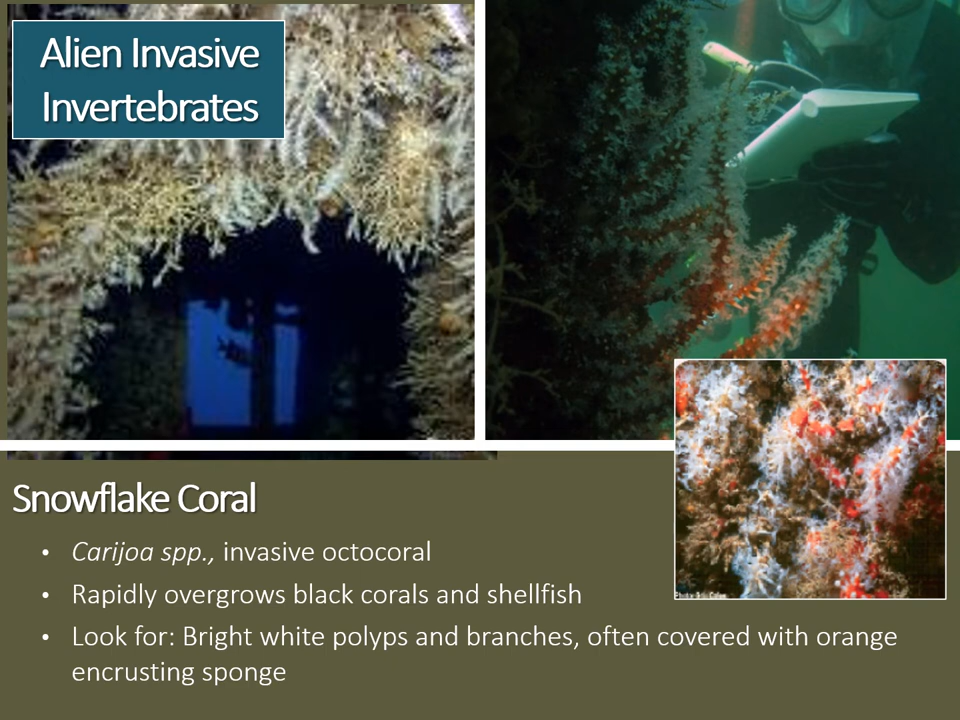 Alien Invasive
Invertebrates
Snowflake Coral
• Carijoa spp., invasive octocoral
• Rapidly overgrows black corals and shellfish
• Look for: Bright white polyps and branches, often covered with orange
encrusting sponge